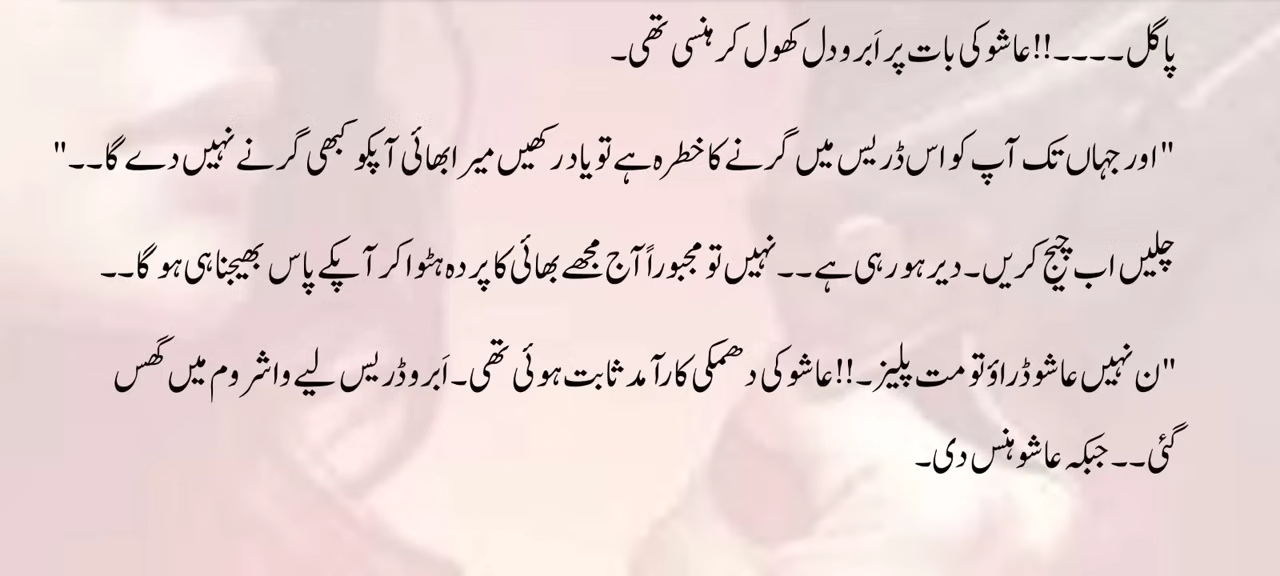 پاگل۔۔۔۔!! عاشو کی بات پر اَبرو دل کھول کر ہنسی تھی۔
"اور جہاں تک آپ کو اس ڈریس میں گرنے کا خطرہ ہے تو یاد رکھیں میرا بھائی آپکو کبھی گرنے نہیں دے گا۔۔"
چلیں اب چینج کریں۔ دیر ہو رہی ہے۔۔ نہیں تو مجبوراً آج مجھے بھائی کا پردہ ہٹوا کر آپکے پاس بھیجنا ہی ہو گا۔۔
"ن نہیں عاشو ڈراؤ تو مت پلیز۔!! عاشو کی دھمکی کارآمد ثابت ہوئی تھی۔ اَبرو ڈریس لیے واشروم میں گھس
گئی۔۔ جبکہ عاشو ہنس دی۔